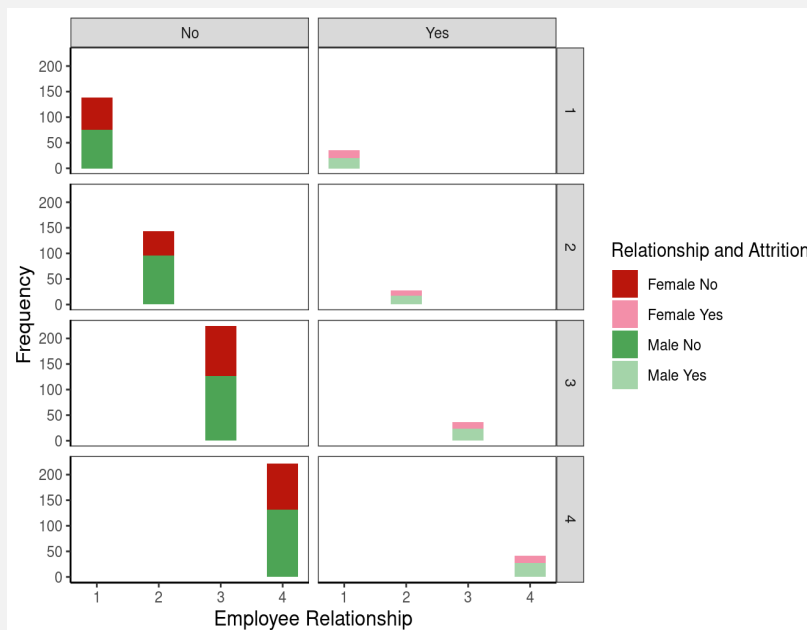 No
Yes
200
150
100
50
0
1
200
150
100
50
0
2
200
150
100
50
0
3
200
150
100
50
0
4
1 2 3 4
1 2 3 4
Employee Relationship
Frequency
Relationship and Attrition
Female No
Female Yes
Male No
Male Yes